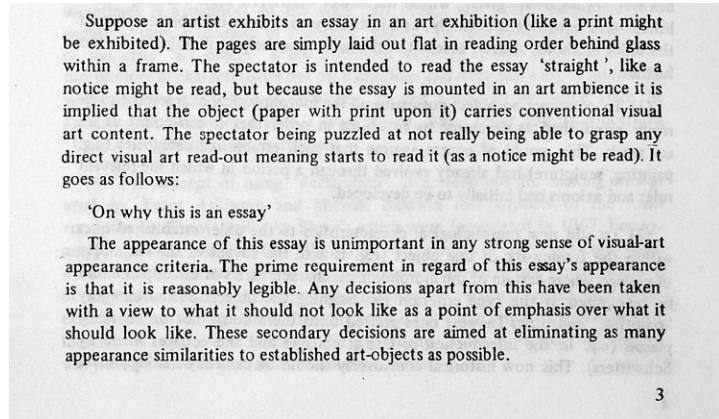 Suppose an artist exhibits an essay in an art exhibition (like a print might
be exhibited). The pages are simply laid out flat in reading order behind glass
within a frame. The spectator is intended to read the essay ‘straight’, like a
notice might be read, but because the essay is mounted in an art ambience it is
implied that the object (paper with print upon it) carries conventional visual
art content. The spectator being puzzled at not really being able to grasp any
direct visual art read-out meaning starts to read it (as a notice might be read). It
goes as follows:
‘On why this is an essay’
The appearance of this essay is unimportant in any strong sense of visual-art
appearance criteria. The prime requirement in regard of this essay’s appearance
is that it is reasonably legible. Any decisions apart from this have been taken
with a view to what it should not look like as a point of emphasis over what it
should look like. These secondary decisions are aimed at eliminating as many
appearance similarities to established art-objects as possible.
3